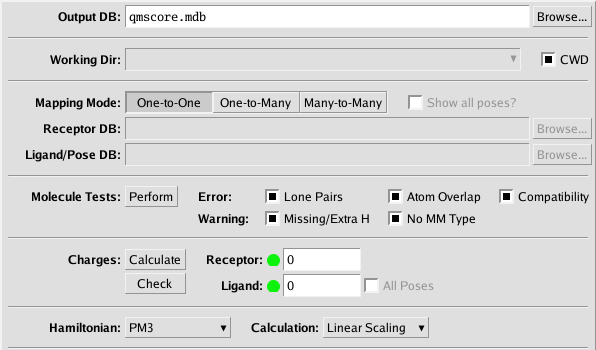 Output DB: qmscore.mdb Browse...
Working Dir: CWD
Mapping Mode: One-to-One One-to-Many Many-to-Many Show all poses?
Receptor DB: Browse...
Ligand/Pose DB: Browse...
Molecule Tests: Perform Error: Lone Pairs Atom Overlap Compatibility
Warning: Missing/Extra H No MM Type
Charges: Calculate Receptor: 0
Check Ligand: 0 All Poses
Hamiltonian: PM3 Calculation: Linear Scaling